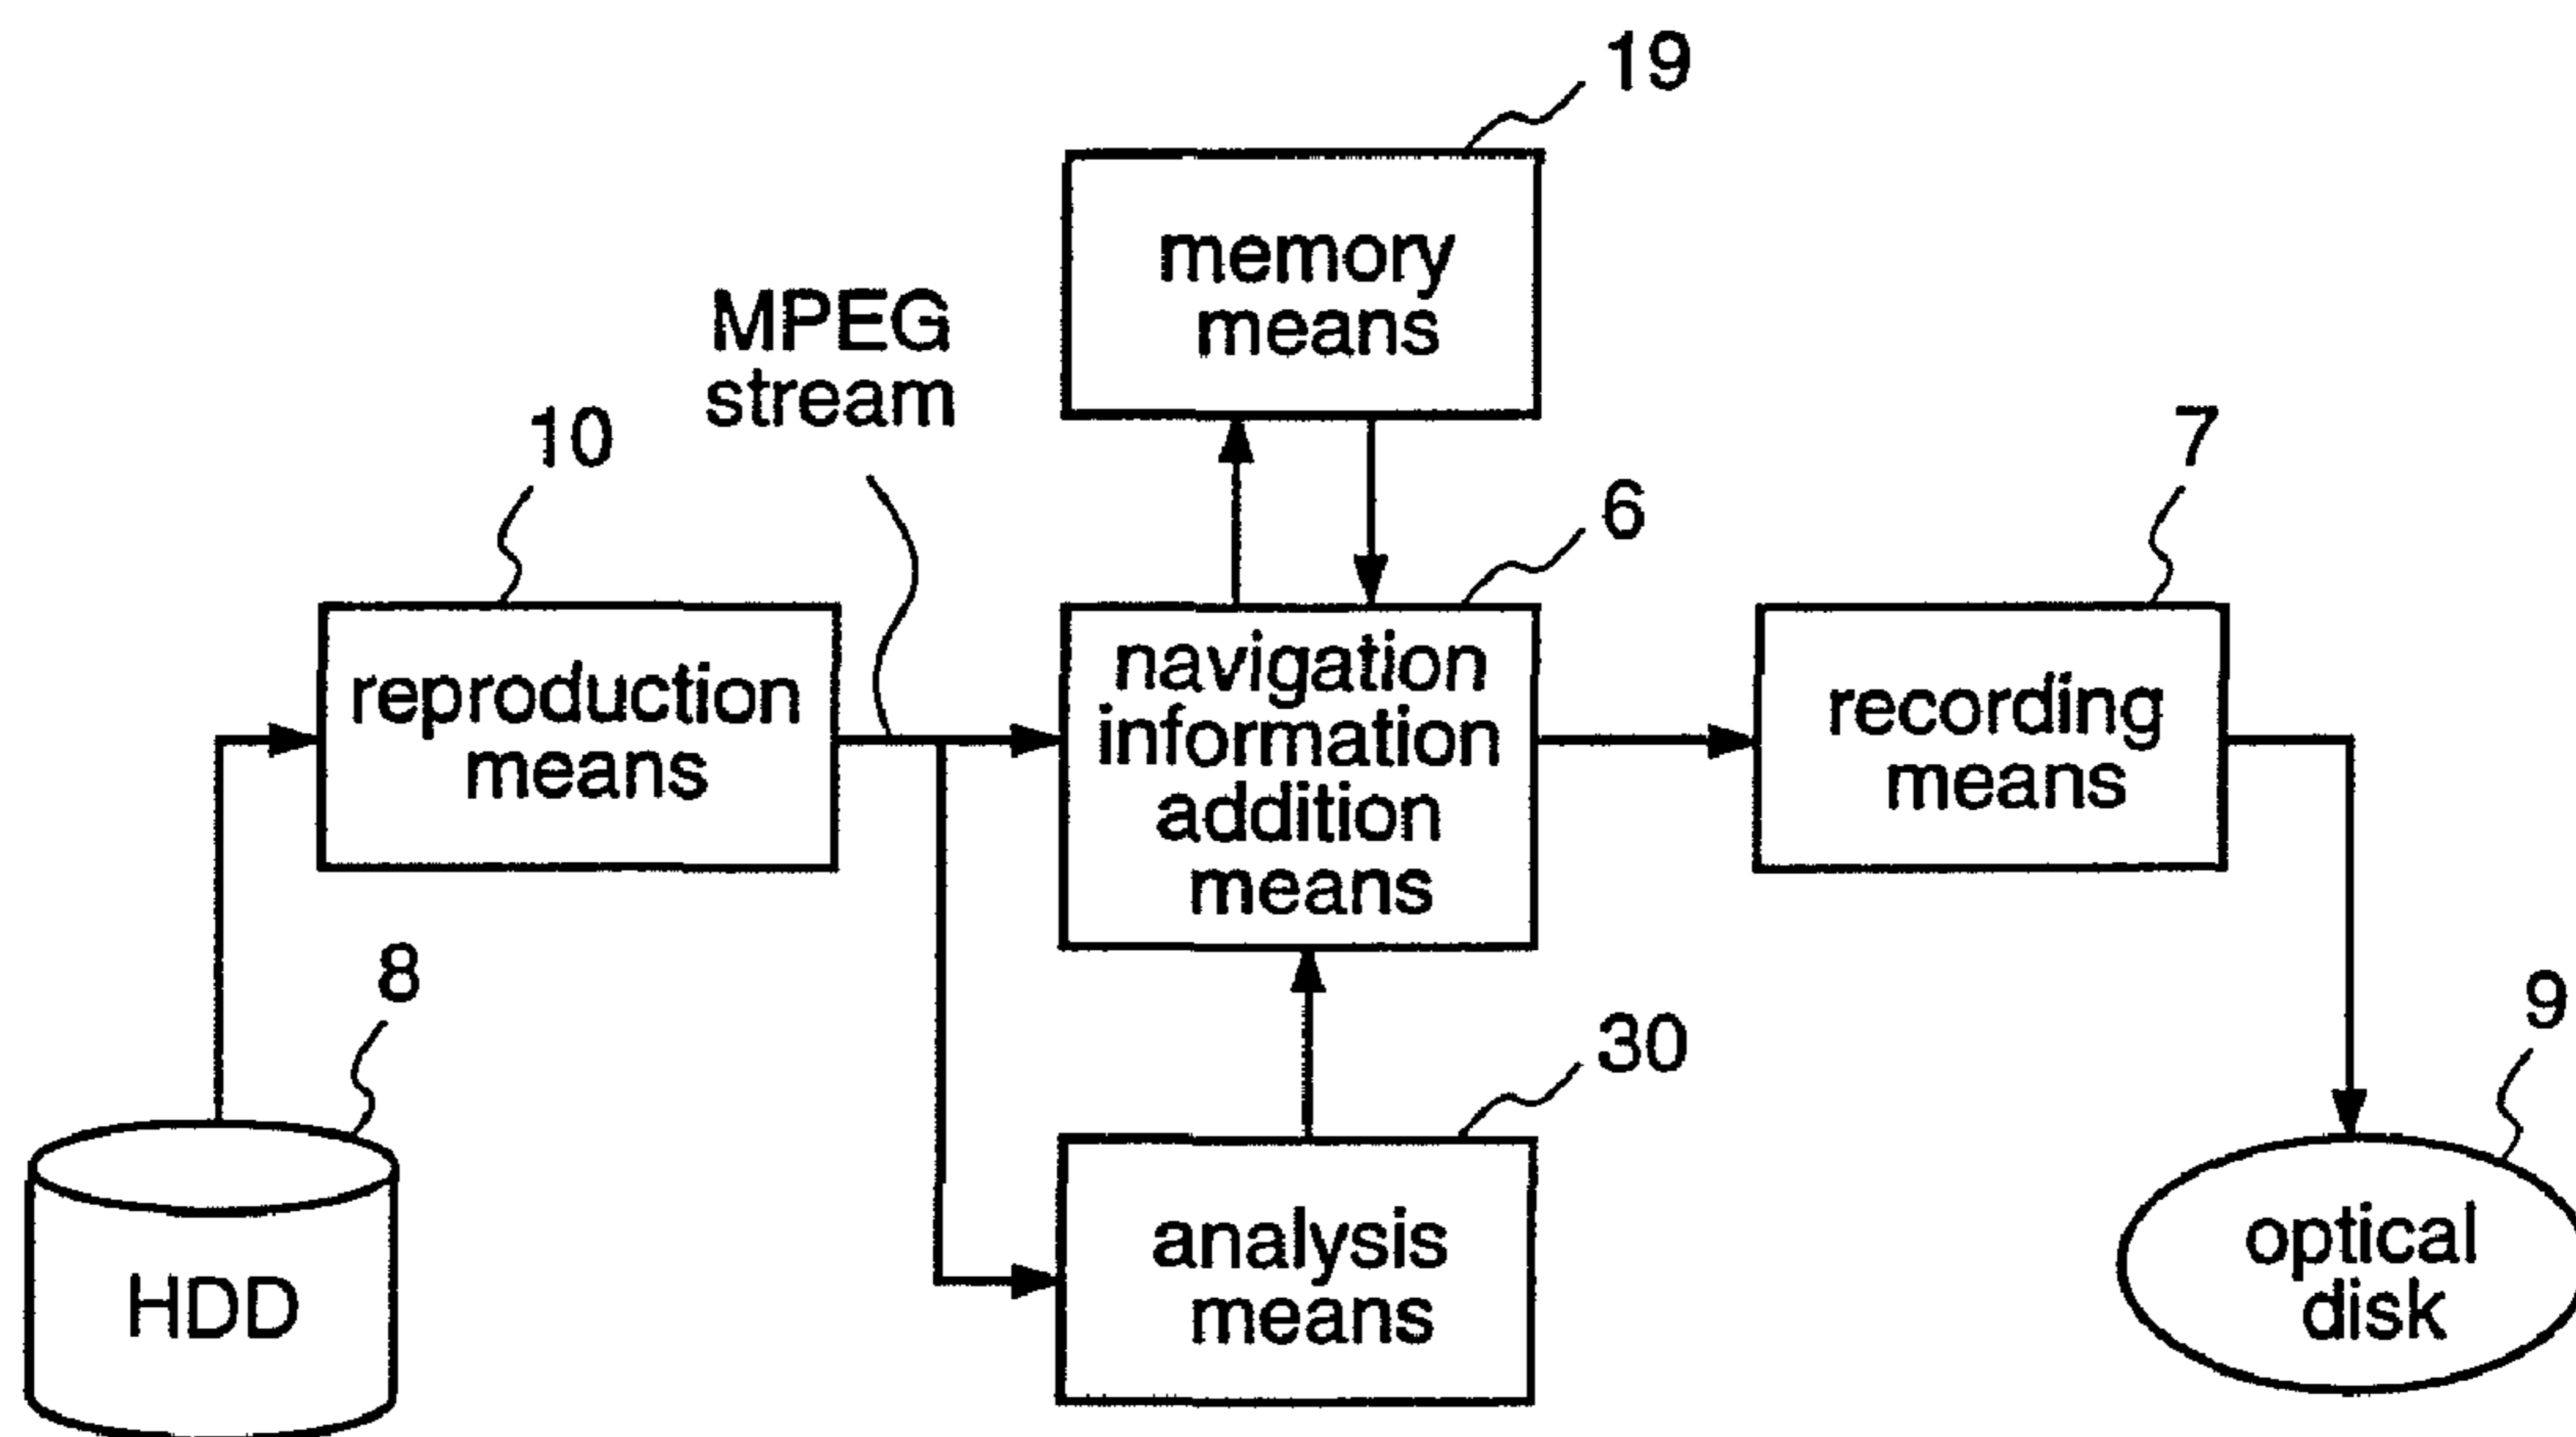 19
memory
means
MPEG
stream
10
reproduction
means
6
navigation
information
addition
means
7
recording
means
8
HDD
30
analysis
means
9
optical
disk